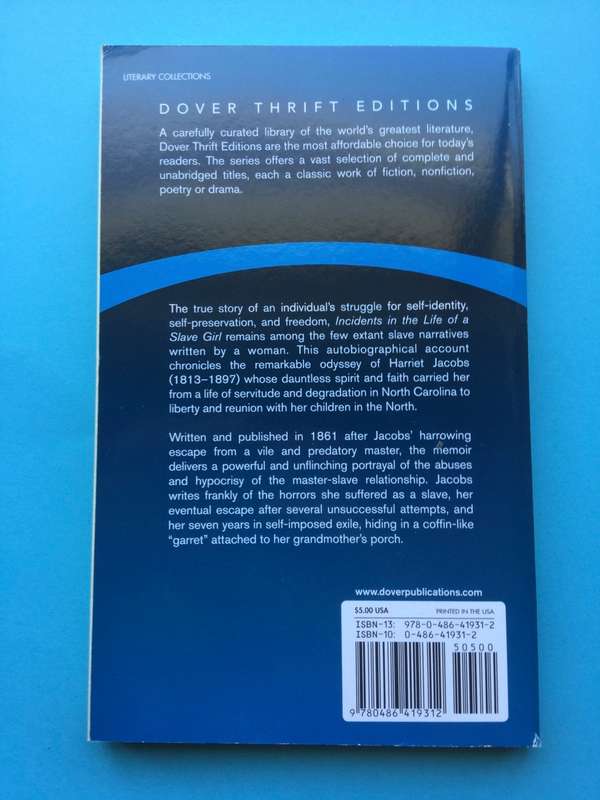 LITERARY COLLECTIONS
DOVER THRIFT EDITIONS
A carefully curated library of the world's greatest literature,
Dover Thrift Editions are the most affordable choice for today's
readers. The series offers a vast selection of complete and
unabridged titles, each a classic work of fiction, nonfiction,
poetry or drama.
The true story of an individual's struggle for self-identity,
self-preservation, and freedom, Incidents in the Life of a
Slave Girl remains among the few extant slave narratives
written by a woman. This autobiographical account
chronicles the remarkable odyssey of Harriet Jacobs
(1813–1897) whose dauntless spirit and faith carried her
from a life of servitude and degradation in North Carolina to
liberty and reunion with her children in the North.
Written and published in 1861 after Jacobs' harrowing
escape from a vile and predatory master, the memoir
delivers a powerful and unflinching portrayal of the abuses
and hypocrisy of the master-slave relationship. Jacobs
writes frankly of the horrors she suffered as a slave, her
eventual escape after several unsuccessful attempts, and
her seven years in self-imposed exile, hiding in a coffin-like
"garret" attached to her grandmother's porch.
www.doverpublications.com
$5.00 USA PRINTED IN THE USA
ISBN-13: 978-0-486-41931-2
ISBN-10: 0-486-41931-2
50500
9 780486 419312